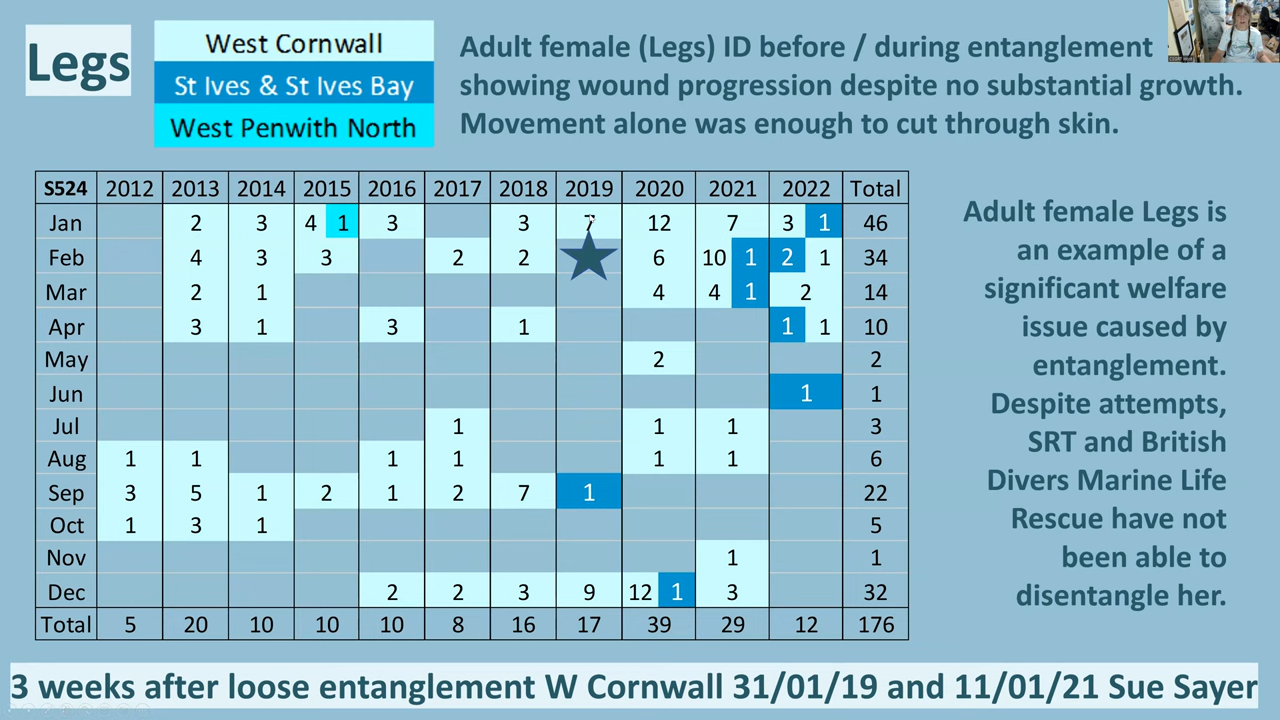 Legs
West Cornwall
St Ives & St Ives Bay
West Penwith North
Adult female (Legs) ID before / during entanglement
showing wound progression despite no substantial growth.
Movement alone was enough to cut through skin.
S524 2012 2013 2014 2015 2016 2017 2018 2019 2020 2021 2022 Total
Jan 2 3 4 1 3 3 7 12 7 3 1 46
Feb 4 3 3 2 2 6 10 1 2 1 34
Mar 2 1 4 4 1 2 14
Apr 3 1 3 1 1 1 10
May 2 2
Jun 1 1
Jul 1 1 1 3
Aug 1 1 1 1 1 1 6
Sep 3 5 1 2 1 2 7 1 22
Oct 1 3 1 5
Nov 1 1
Dec 2 2 3 9 12 1 3 32
Total 5 20 10 10 10 8 16 17 39 29 12 176
Adult female Legs is
an example of a
significant welfare
issue caused by
entanglement.
Despite attempts,
SRT and British
Divers Marine Life
Rescue have not
been able to
disentangle her.
3 weeks after loose entanglement W Cornwall 31/01/19 and 11/01/21 Sue Sayer